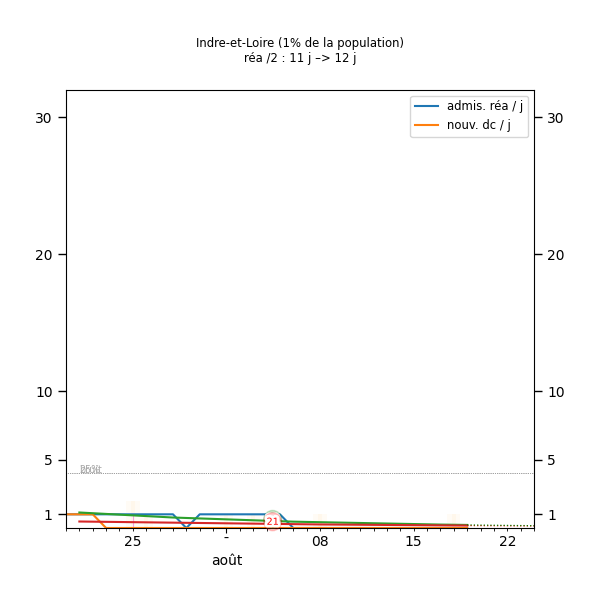 Indre-et-Loire (1% de la population)
réa /2 : 11 j –> 12 j
admis. réa / j
nouv. dc / j
30 30
20 20
10 10
5 5
1 1
21
25 - 08 15 22
août